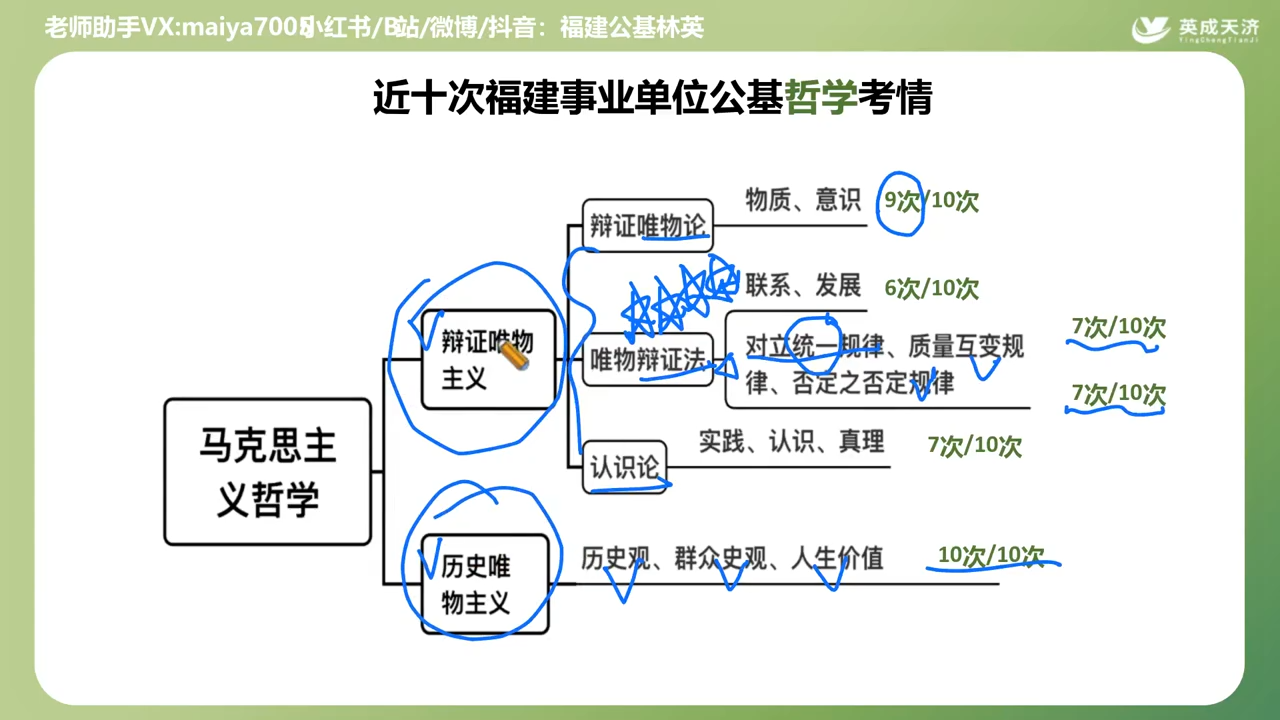 老师助手VX:maiya7005小红书/B站/微博/抖音：福建公基林英
英成天济
YingChengTianJi
近十次福建事业单位公基哲学考情
物质、意识 9次/10次
辩证唯物论
联系、发展 6次/10次
7次/10次
辩证唯物
主义
唯物辩证法
对立统一规律、质量互变规
律、否定之否定规律
7次/10次
实践、认识、真理 7次/10次
认识论
马克思主
义哲学
历史观、群众史观、人生价值 10次/10次
历史唯
物主义